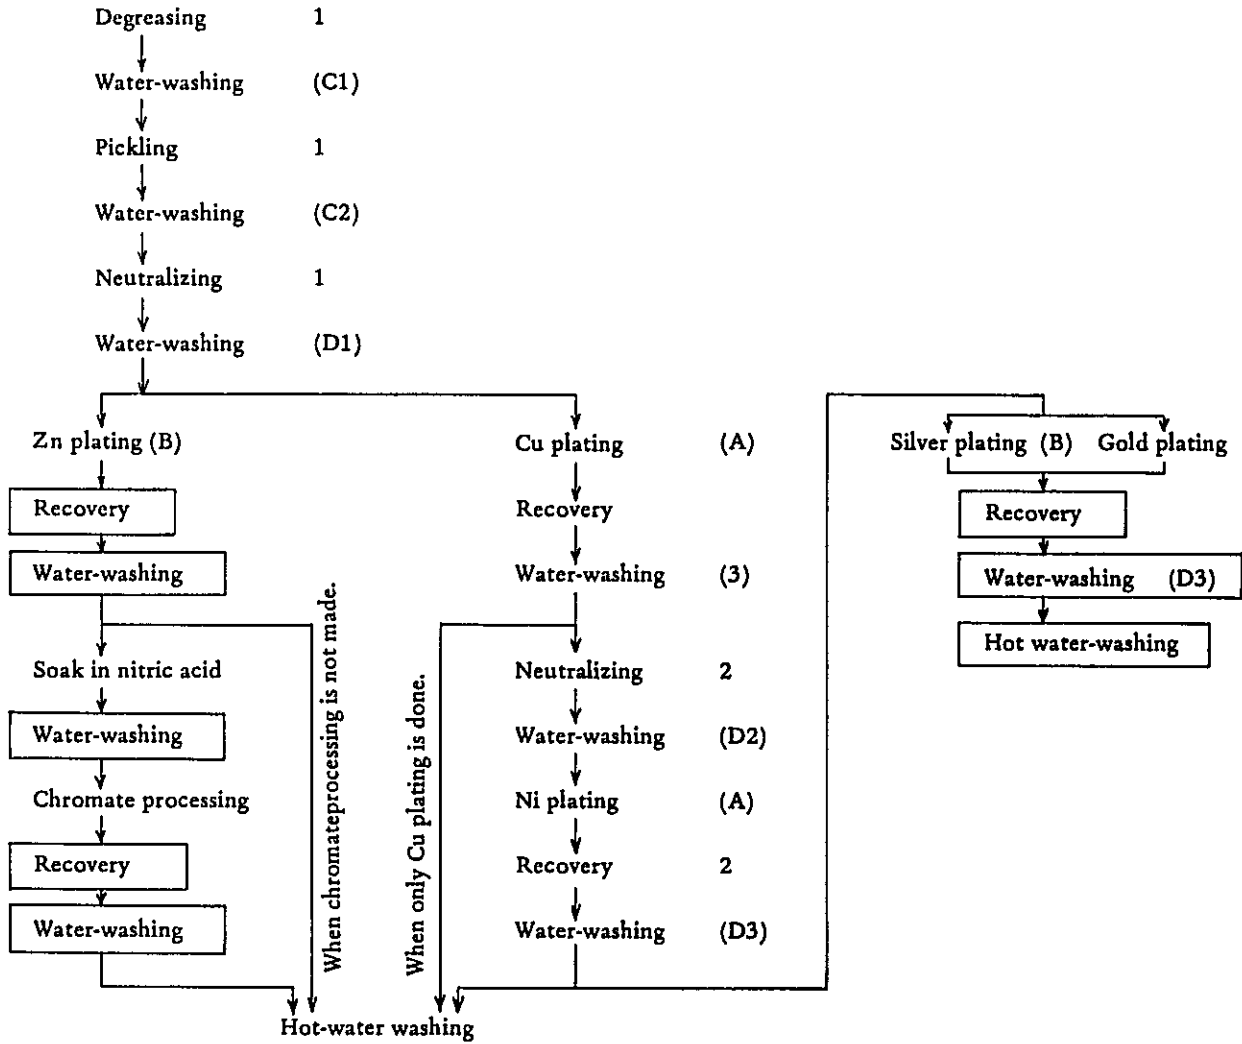 Degreasing 1
Water-washing (C1)
Pickling 1
Water-washing (C2)
Neutralizing 1
Water-washing (D1)
Zn plating (B)
Recovery
Water-washing
Soak in nitric acid
Water-washing
Chromate processing
Recovery
Water-washing
When chromateprocessing is not made.
When only Cu plating is done.
Cu plating (A)
Recovery
Water-washing (3)
Neutralizing 2
Water-washing (D2)
Ni plating (A)
Recovery 2
Water-washing (D3)
Silver plating (B) Gold plating
Recovery
Water-washing (D3)
Hot water-washing
Hot-water washing